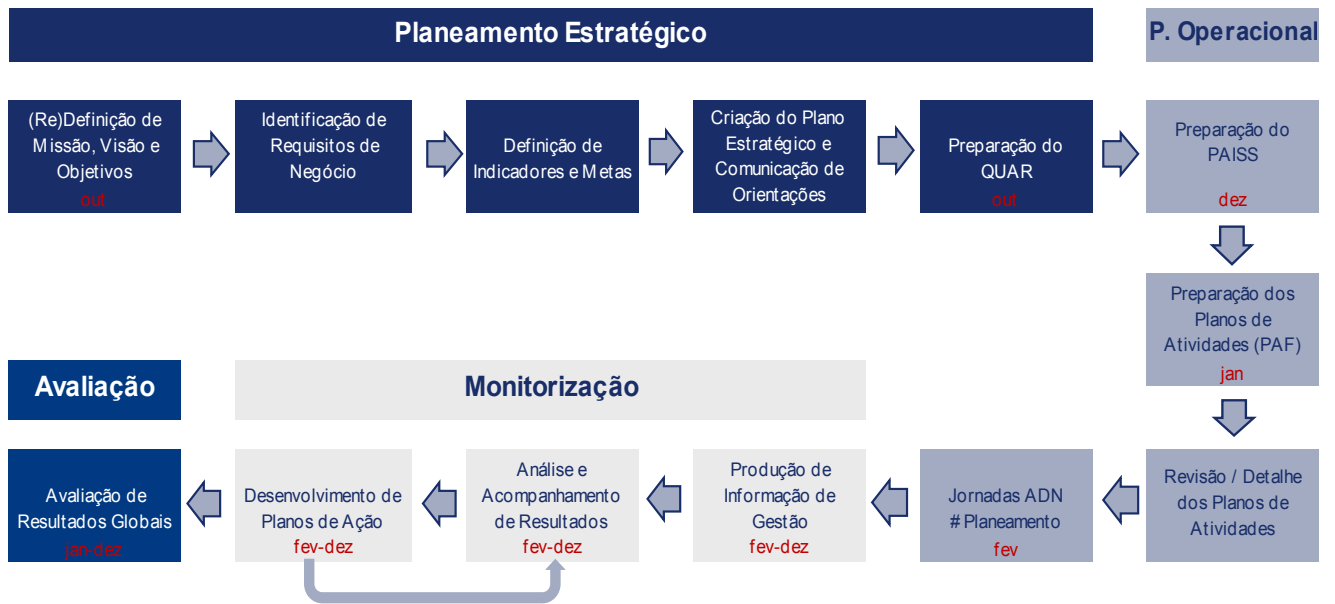 Planeamento Estratégico
P. Operacional
(Re)Definição de
Missão, Visão e
Objetivos
out
Identificação de
Requisitos de
Negócio
Definição de
Indicadores e Metas
Criação do Plano
Estratégico e
Comunicação de
Orientações
Preparação do
QUAR
out
Preparação do
PAISS
dez
Preparação dos
Planos de
Atividades (PAF)
jan
Avaliação
Monitorização
Avaliação de
Resultados Globais
jan-dez
Desenvolvimento de
Planos de Ação
fev-dez
Análise e
Acompanhamento
de Resultados
fev-dez
Produção de
Informação de
Gestão
fev-dez
Jornadas ADN
# Planeamento
fev
Revisão / Detalhe
dos Planos de
Atividades